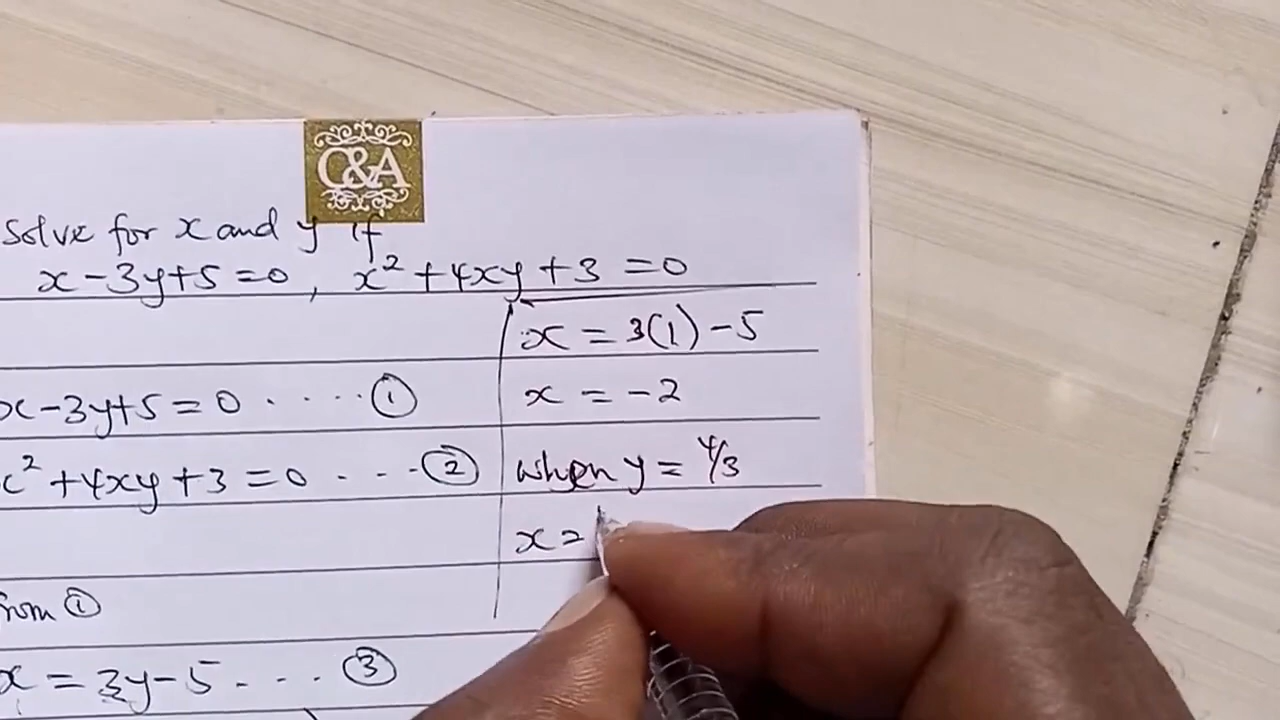 C&A
Solve for x and y if
x-3y+5=0, x²+4xy+3=0
x-3y+5=0 ..... ①
x²+4xy+3=0 ... ②
from ①
x = 3y-5 .... ③
x = 3(1)-5
x = -2
when y = 4/3
x =